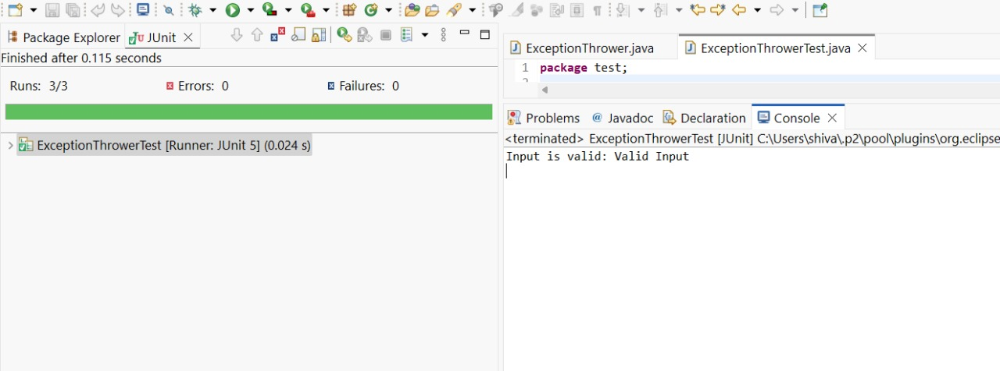 Package Explorer
JUnit
Finished after 0.115 seconds
Runs: 3/3
Errors: 0
Failures: 0
ExceptionThrowerTest [Runner: JUnit 5] (0.024 s)
ExceptionThrower.java
ExceptionThrowerTest.java
1 package test;
Problems
@ Javadoc
Declaration
Console
<terminated> ExceptionThrowerTest [JUnit] C:\Users\shiva\.p2\pool\plugins\org.eclipse
Input is valid: Valid Input